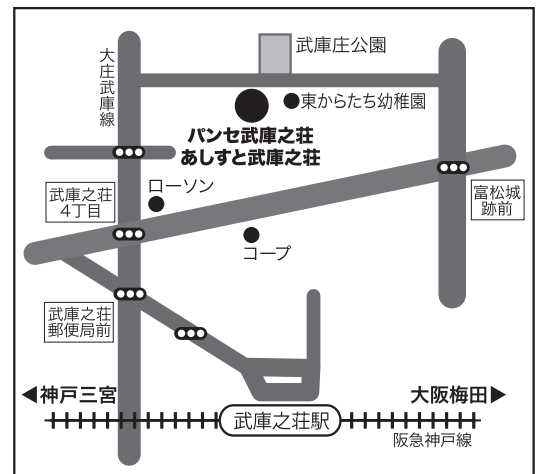 武庫庄公園
大庄武庫線
東からたち幼稚園
パンセ武庫之荘
あしすと武庫之荘
武庫之荘
4丁目
ローソン
富松城
跡前
コープ
武庫之荘
郵便局前
◀神戸三宮
大阪梅田▶
武庫之荘駅
阪急神戸線